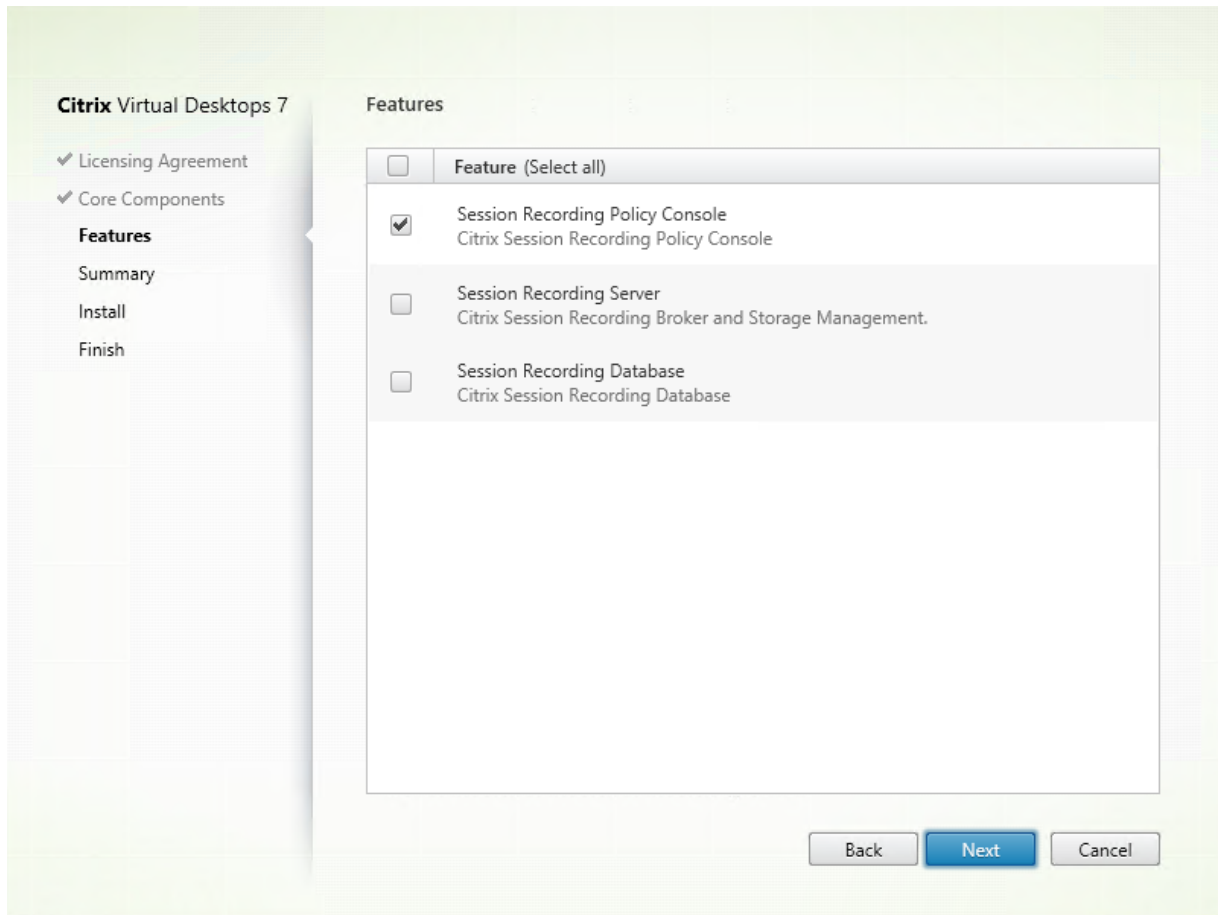 Citrix Virtual Desktops 7
Licensing Agreement
Core Components
Features
Summary
Install
Finish
Features
Feature (Select all)
Session Recording Policy Console
Citrix Session Recording Policy Console
Session Recording Server
Citrix Session Recording Broker and Storage Management.
Session Recording Database
Citrix Session Recording Database
Back
Next
Cancel